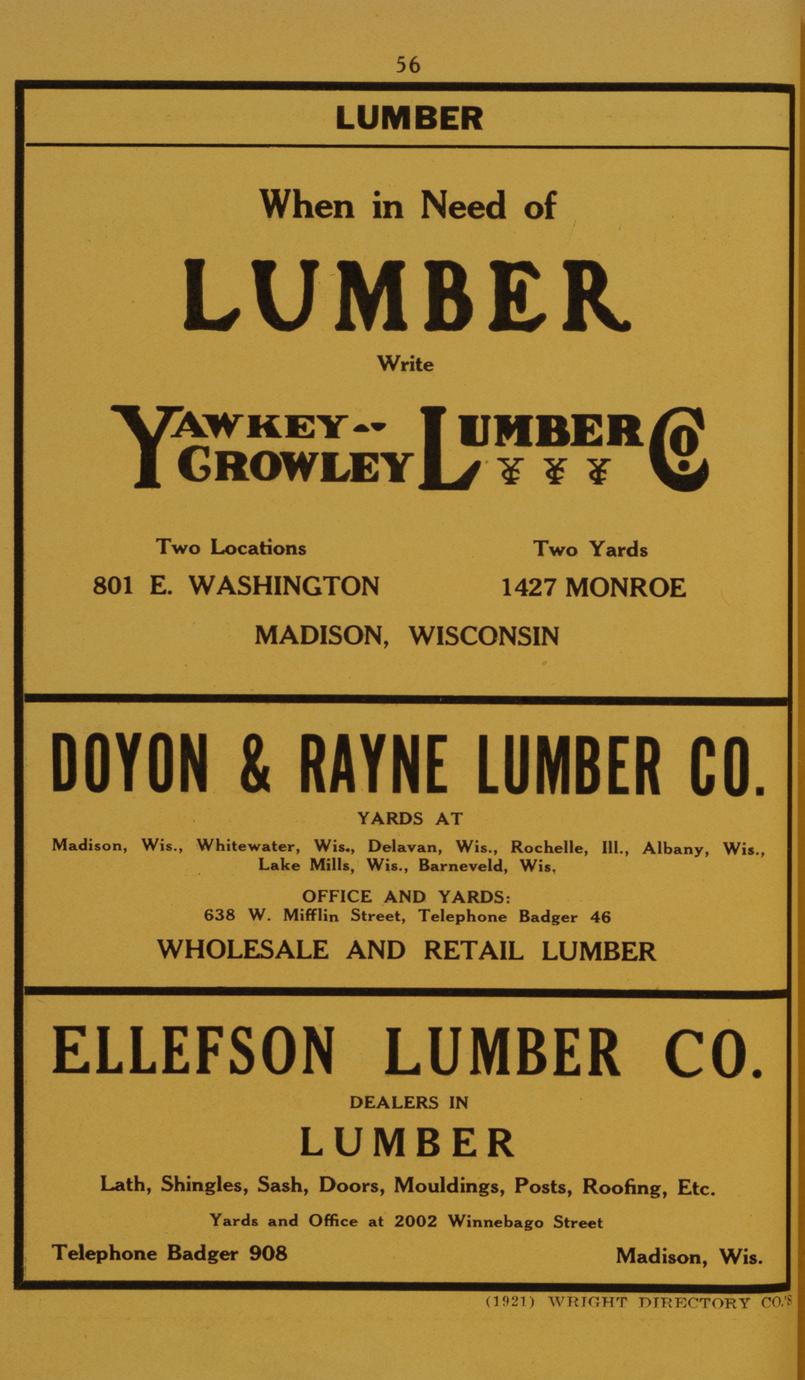 56
LUMBER
When in Need of
LUMBER
Write
YAWKEY--CROWLEY LUMBER CO.
Two Locations Two Yards
801 E. WASHINGTON 1427 MONROE
MADISON, WISCONSIN
DOYON & RAYNE LUMBER CO.
YARDS AT
Madison, Wis., Whitewater, Wis., Delavan, Wis., Rochelle, Ill., Albany, Wis.,
Lake Mills, Wis., Barneveld, Wis.
OFFICE AND YARDS:
638 W. Mifflin Street, Telephone Badger 46
WHOLESALE AND RETAIL LUMBER
ELLEFSON LUMBER CO.
DEALERS IN
LUMBER
Lath, Shingles, Sash, Doors, Mouldings, Posts, Roofing, Etc.
Yards and Office at 2002 Winnebago Street
Telephone Badger 908 Madison, Wis.
(1921) WRIGHT DIRECTORY CO.'S